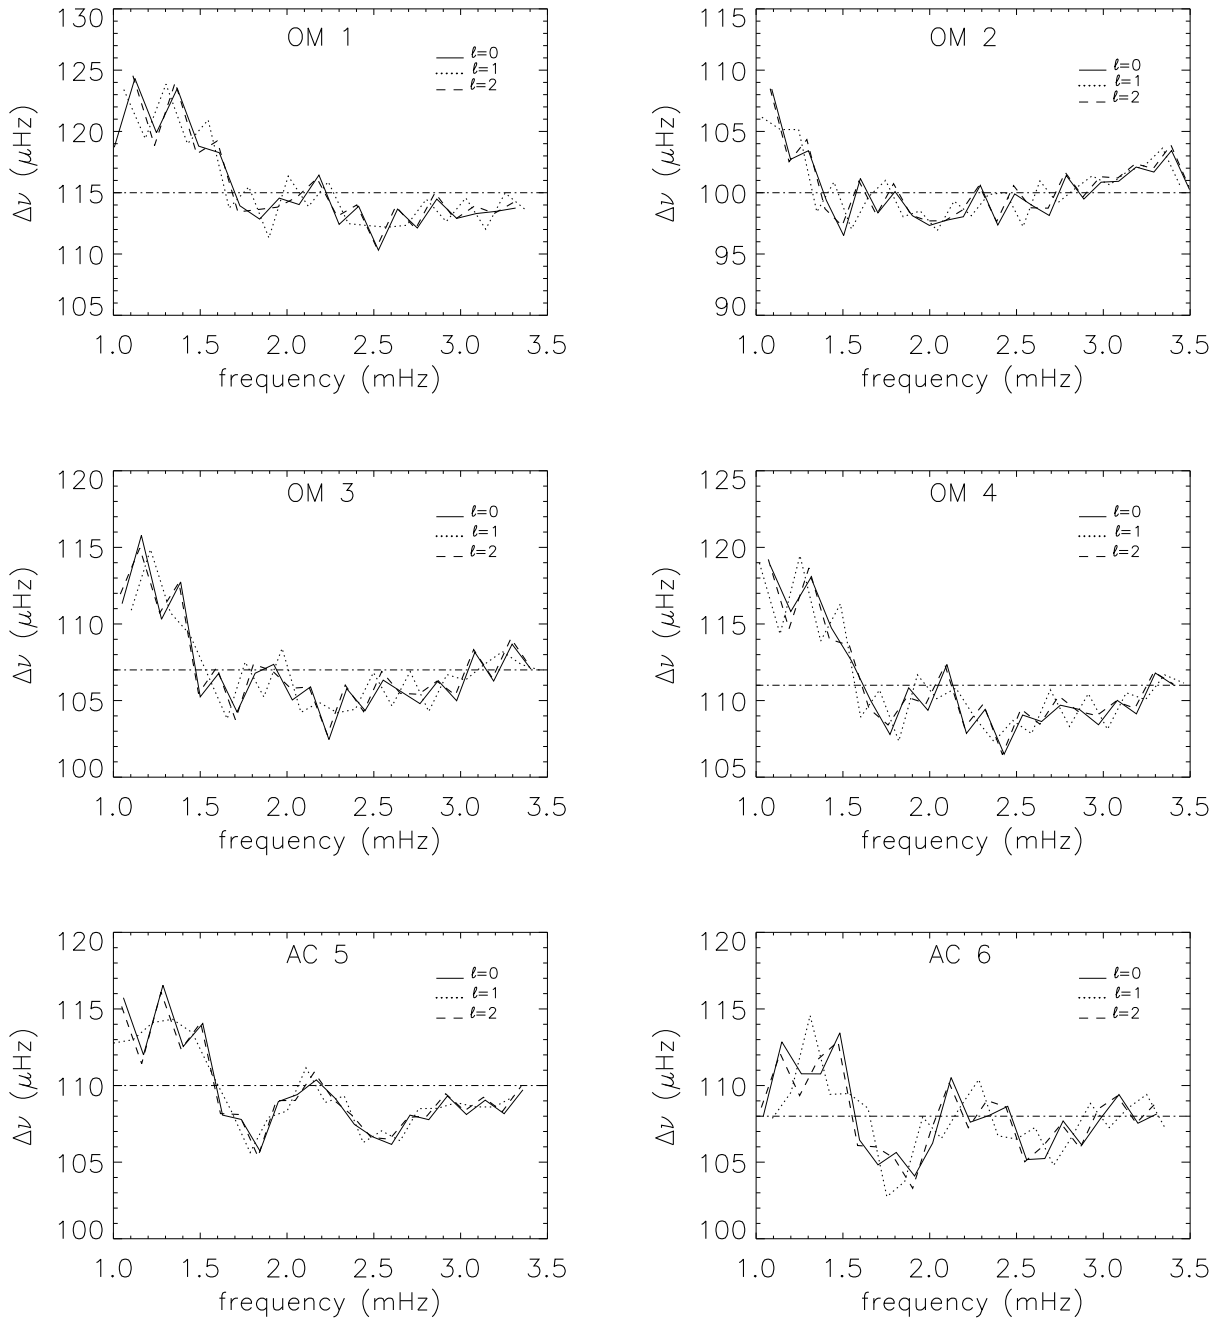 OM 1
ℓ=0
ℓ=1
ℓ=2
130
125
120
115
110
105
Δν (μHz)
1.0 1.5 2.0 2.5 3.0 3.5
frequency (mHz)
OM 2
ℓ=0
ℓ=1
ℓ=2
115
110
105
100
95
90
Δν (μHz)
1.0 1.5 2.0 2.5 3.0 3.5
frequency (mHz)
OM 3
ℓ=0
ℓ=1
ℓ=2
120
115
110
105
100
Δν (μHz)
1.0 1.5 2.0 2.5 3.0 3.5
frequency (mHz)
OM 4
ℓ=0
ℓ=1
ℓ=2
125
120
115
110
105
Δν (μHz)
1.0 1.5 2.0 2.5 3.0 3.5
frequency (mHz)
AC 5
ℓ=0
ℓ=1
ℓ=2
120
115
110
105
100
Δν (μHz)
1.0 1.5 2.0 2.5 3.0 3.5
frequency (mHz)
AC 6
ℓ=0
ℓ=1
ℓ=2
120
115
110
105
100
Δν (μHz)
1.0 1.5 2.0 2.5 3.0 3.5
frequency (mHz)